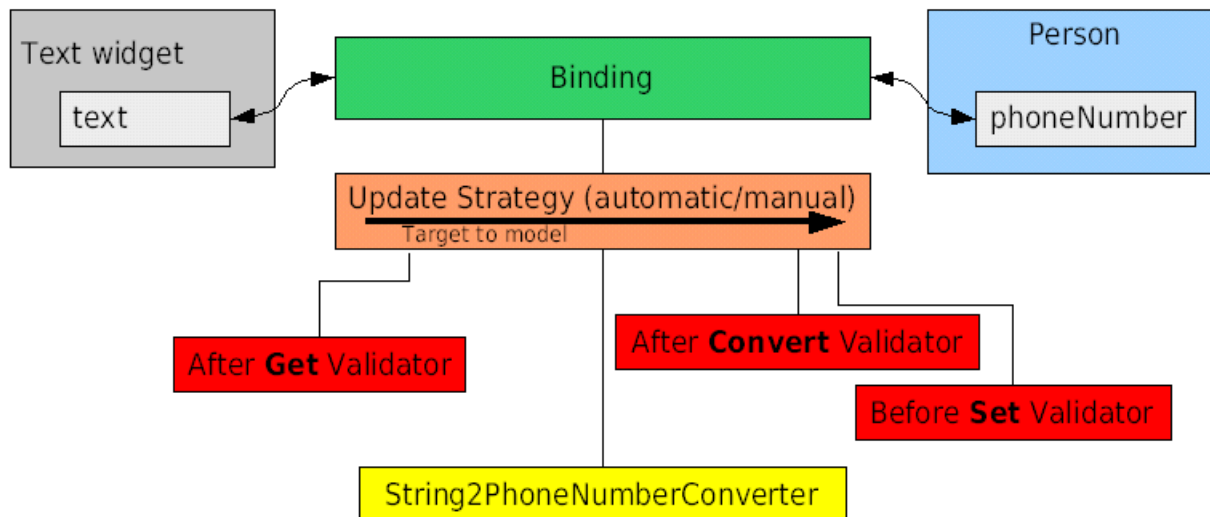 Text widget
text
Binding
Person
phoneNumber
Update Strategy (automatic/manual)
Target to model
After Get Validator
After Convert Validator
Before Set Validator
String2PhoneNumberConverter